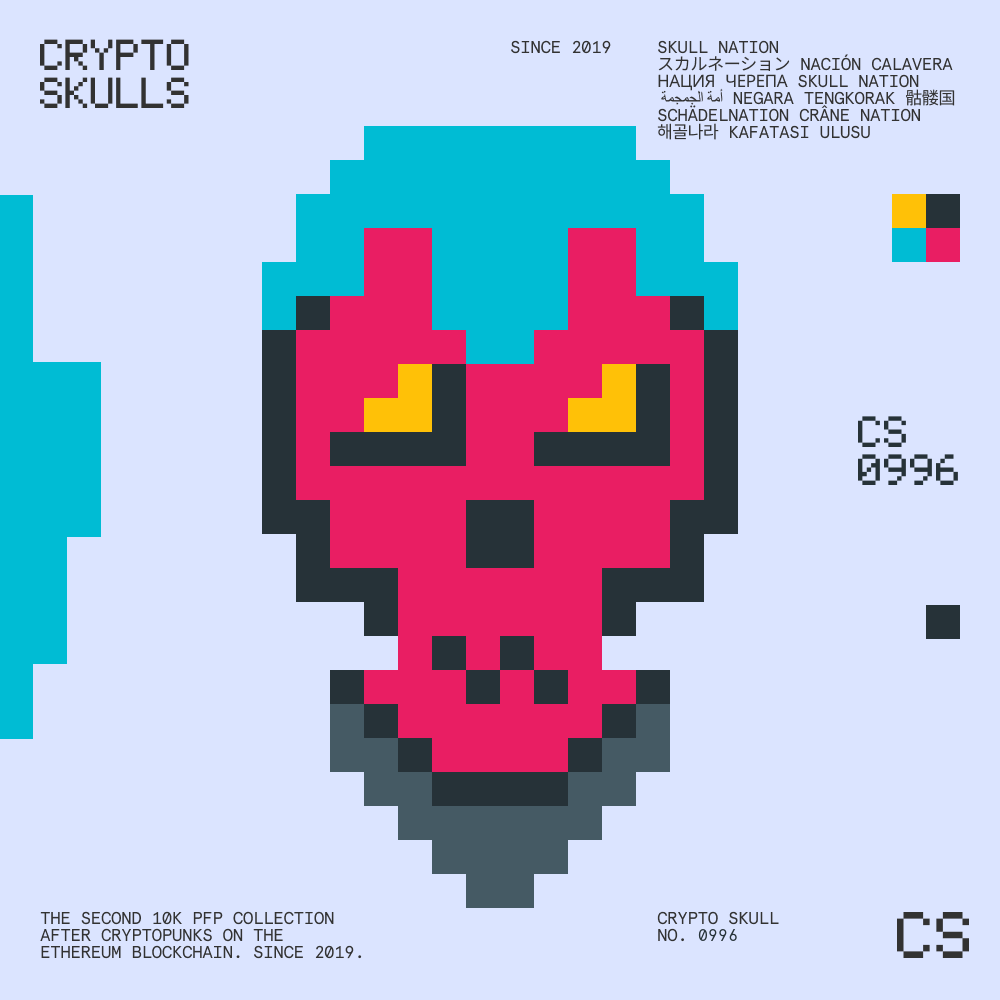 CRYPTO
SKULLS
SINCE 2019
SKULL NATION
スカルネーション NACIÓN CALAVERA
НАЦИЯ ЧЕРЕПА SKULL NATION
أمة الجمجمة NEGARA TENGKORAK 骷髅国
SCHÄDELNATION CRÂNE NATION
해골나라 KAFATASI ULUSU
CS
0996
THE SECOND 10K PFP COLLECTION
AFTER CRYPTOPUNKS ON THE
ETHEREUM BLOCKCHAIN. SINCE 2019.
CRYPTO SKULL
NO. 0996
CS